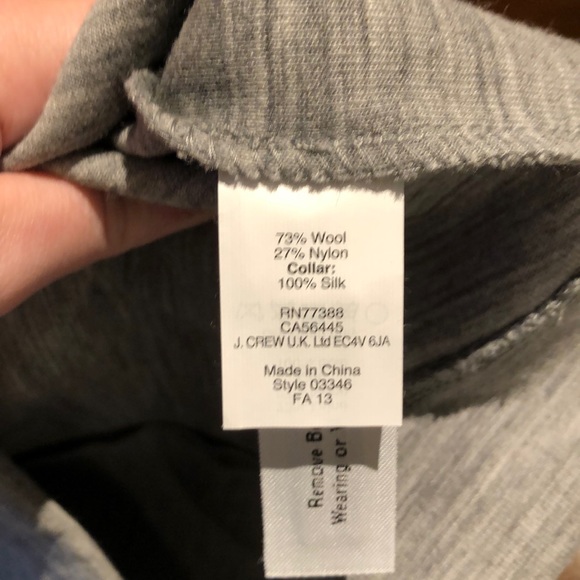 73% Wool
27% Nylon
Collar:
100% Silk
RN77388
CA56445
J. CREW U.K. Ltd EC4V 6JA
Made in China
Style 03346
FA 13
Remove B
Wearing or